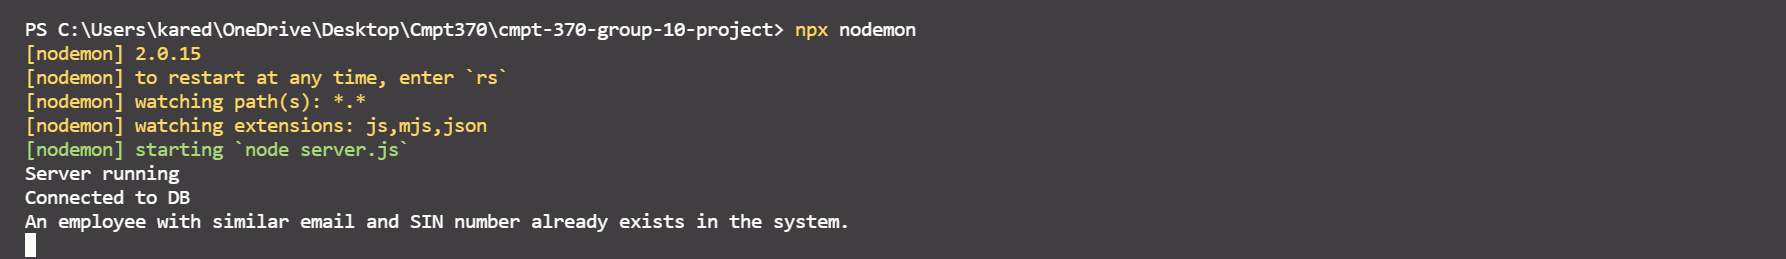 PS C:\Users\kared\OneDrive\Desktop\Cmpt370\cmpt-370-group-10-project> npx nodemon
[nodemon] 2.0.15
[nodemon] to restart at any time, enter `rs`
[nodemon] watching path(s): *.*
[nodemon] watching extensions: js,mjs,json
[nodemon] starting `node server.js`
Server running
Connected to DB
An employee with similar email and SIN number already exists in the system.